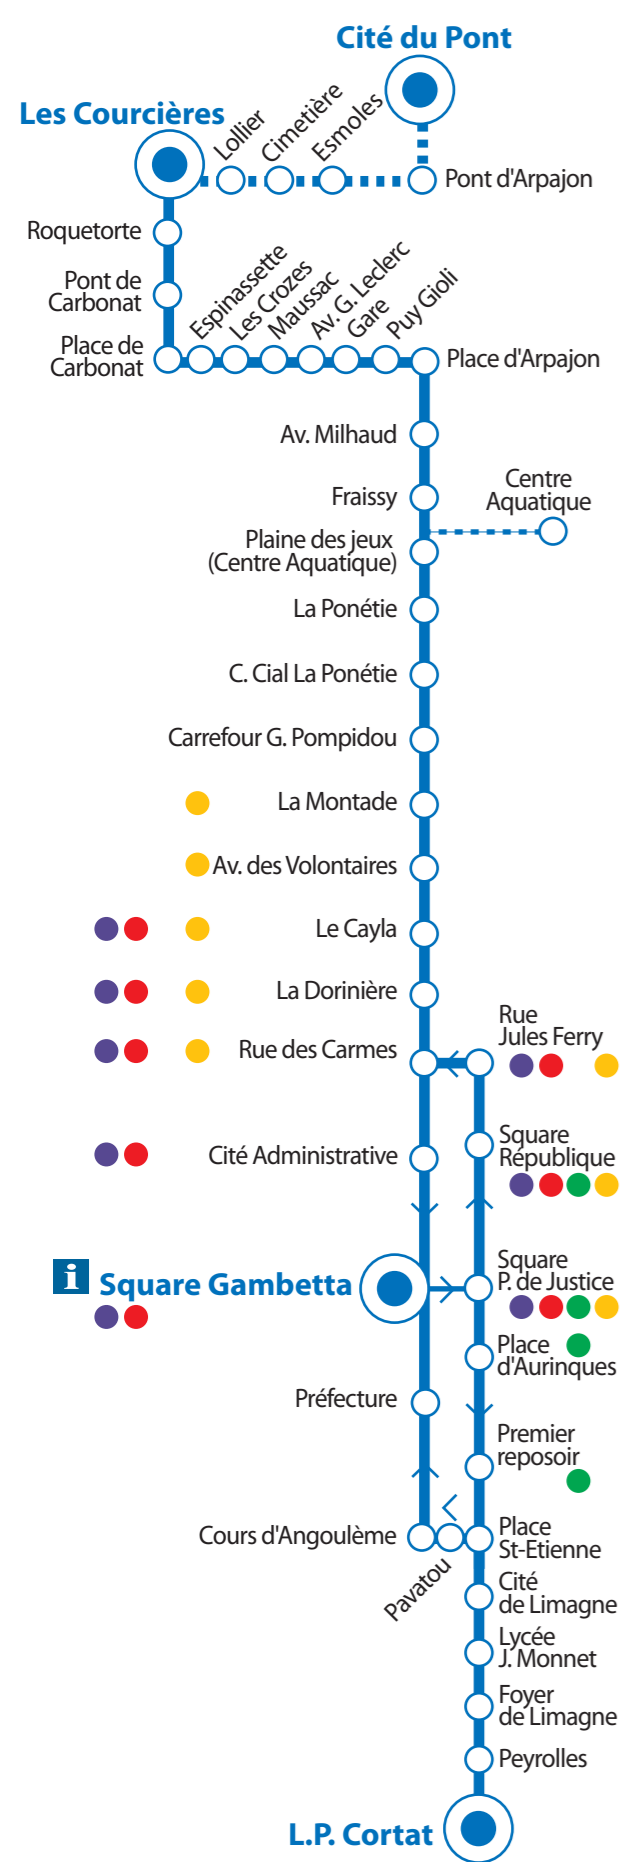 Cité du Pont
Les Courcières
Lollier
Cimetière
Esmoles
Pont d'Arpajon
Roquetorte
Pont de
Carbonat
Place de
Carbonat
Espinassette
Les Crozes
Maussac
Av. G. Leclerc
Gare
Puy Gioli
Place d'Arpajon
Av. Milhaud
Fraissy
Centre
Aquatique
Plaine des jeux
(Centre Aquatique)
La Ponétie
C. Cial La Ponétie
Carrefour G. Pompidou
La Montade
Av. des Volontaires
Le Cayla
La Dorinière
Rue des Carmes
Rue
Jules Ferry
Cité Administrative
Square
République
i Square Gambetta
Square
P. de Justice
Place
d'Aurinques
Préfecture
Premier
reposoir
Cours d'Angoulème
Pavatou
Place
St-Etienne
Cité
de Limagne
Lycée
J. Monnet
Foyer
de Limagne
Peyrolles
L.P. Cortat